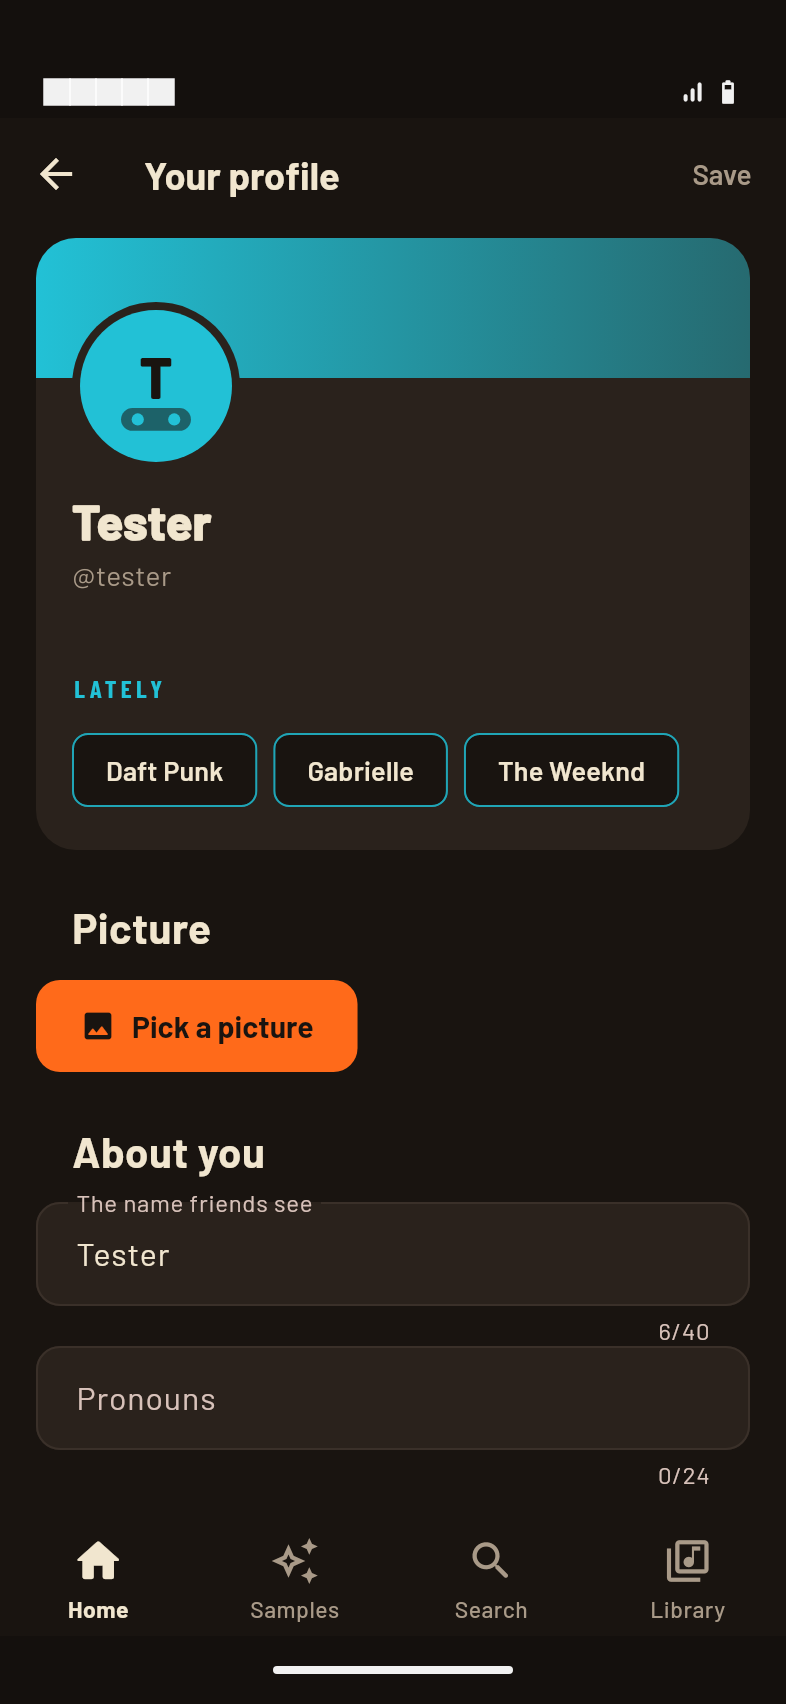 Your profile
Save
T
Tester
@tester
LATELY
Daft Punk
Gabrielle
The Weeknd
Picture
Pick a picture
About you
The name friends see
Tester
6/40
Pronouns
0/24
Home
Samples
Search
Library